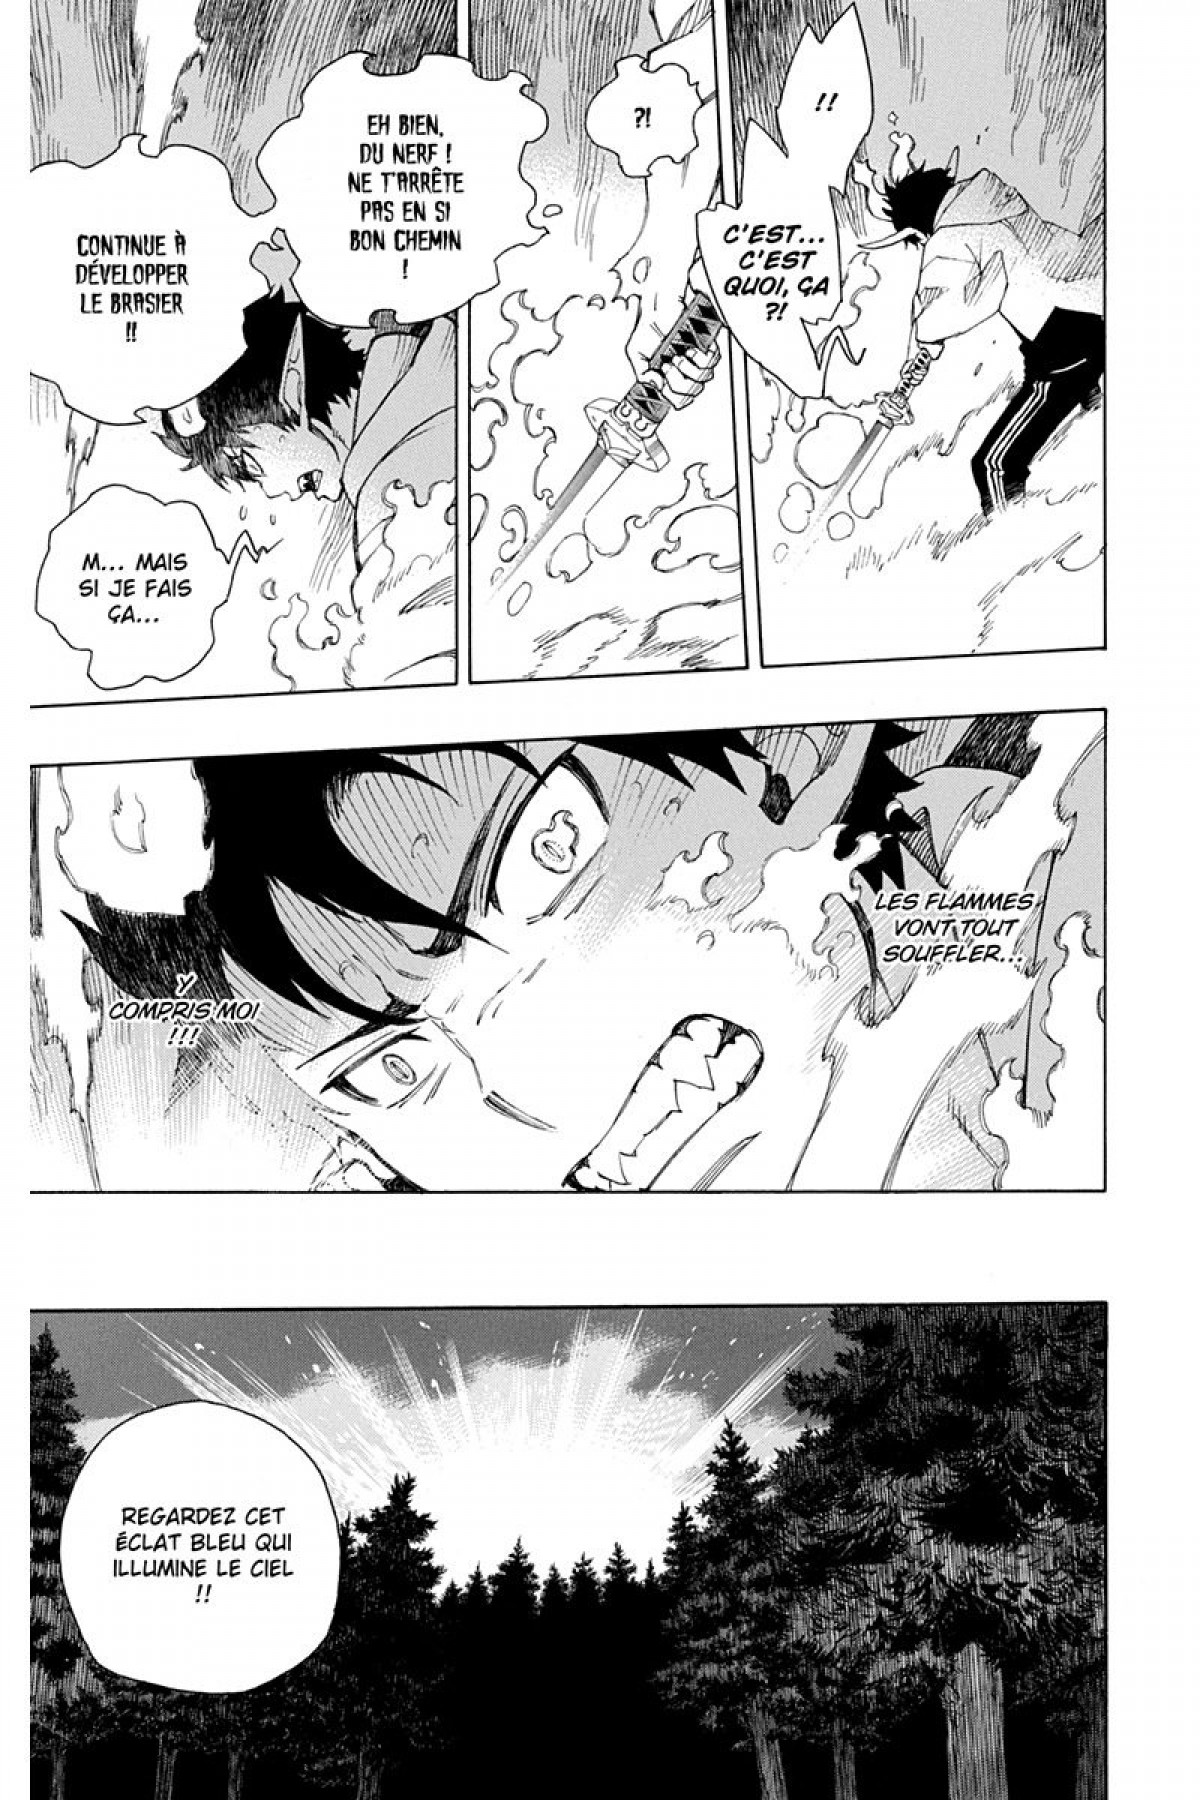 !!
C'EST...
C'EST
QUOI, ÇA
?!
?!
EH BIEN,
DU NERF !
NE T'ARRÊTE
PAS EN SI
BON CHEMIN
!
CONTINUE À
DÉVELOPPER
LE BRASIER
!!
M... MAIS
SI JE FAIS
ÇA...
LES FLAMMES
VONT TOUT
SOUFFLER...
Y
COMPRIS MOI
!!!
REGARDEZ CET
ÉCLAT BLEU QUI
ILLUMINE LE CIEL
!!